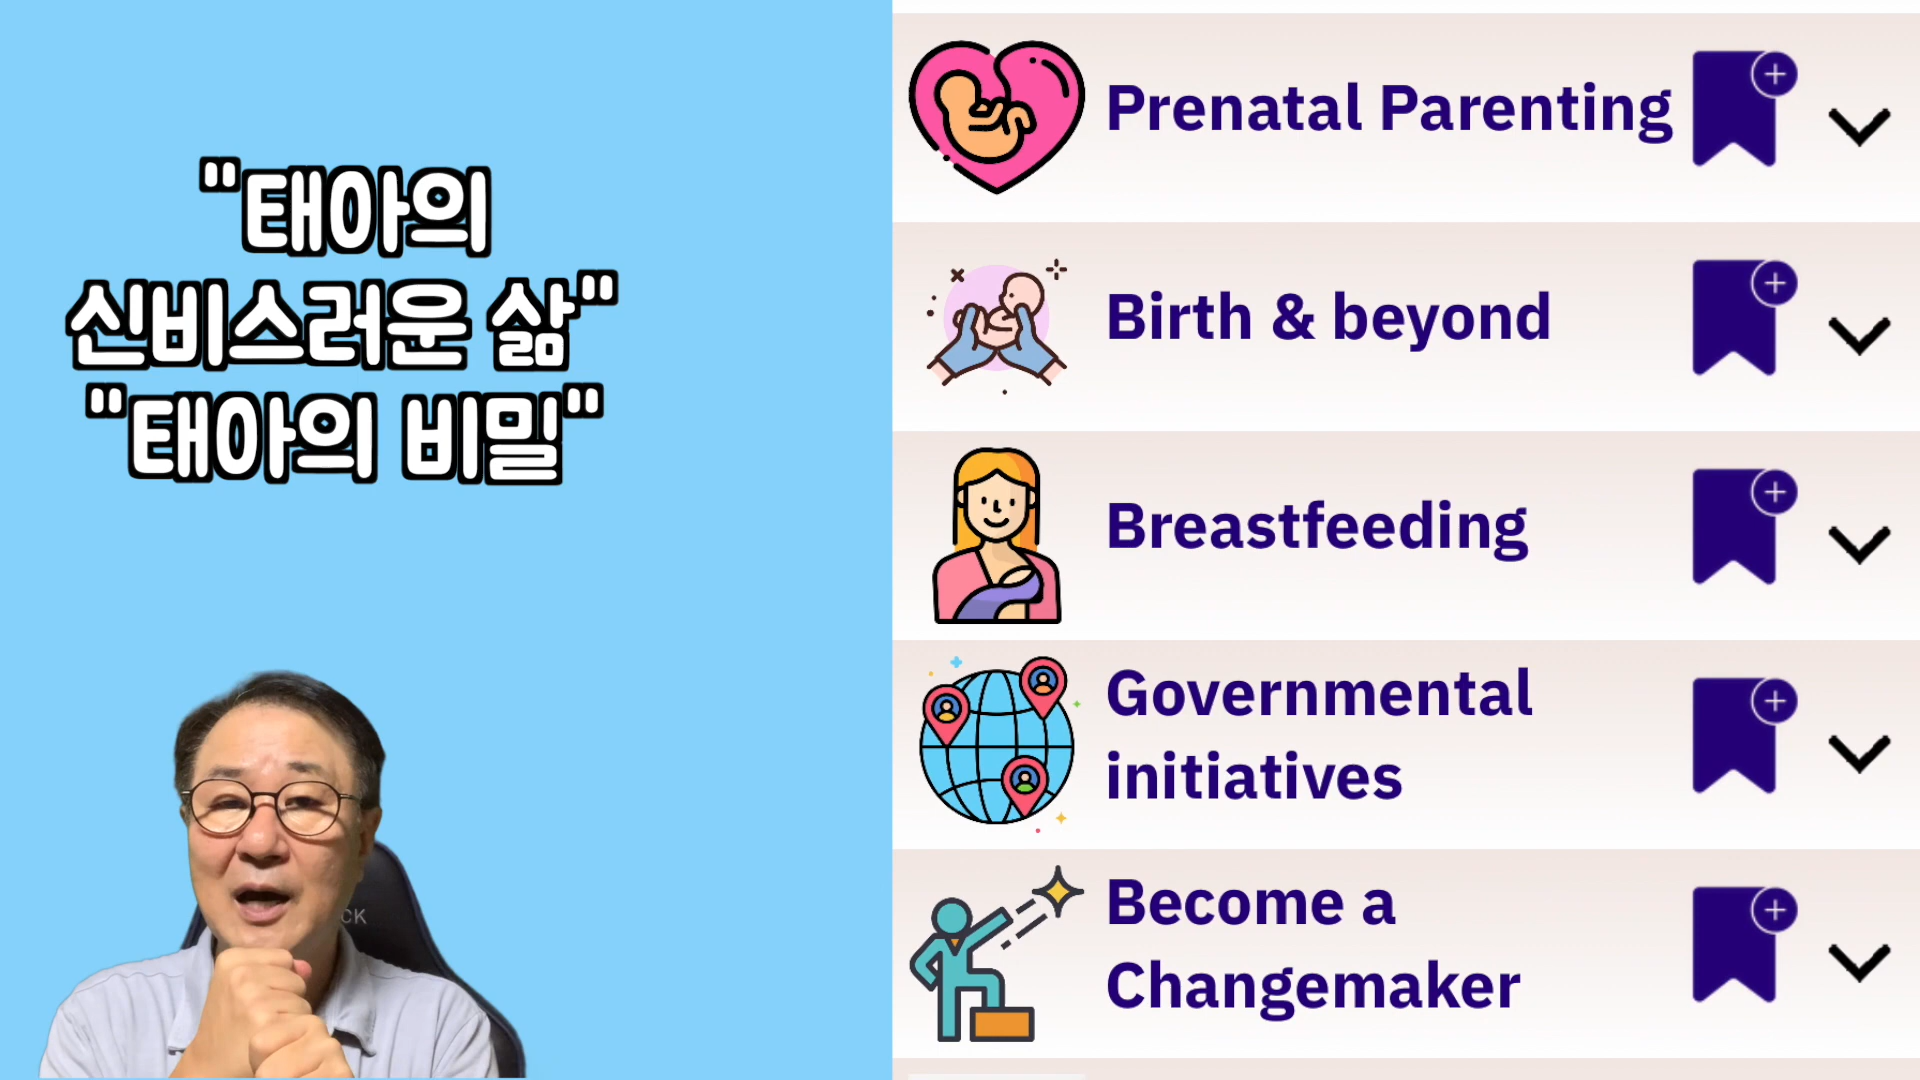 "태아의
신비스러운 삶"
"태아의 비밀"
Prenatal Parenting
Birth & beyond
Breastfeeding
Governmental
initiatives
Become a
Changemaker
CK